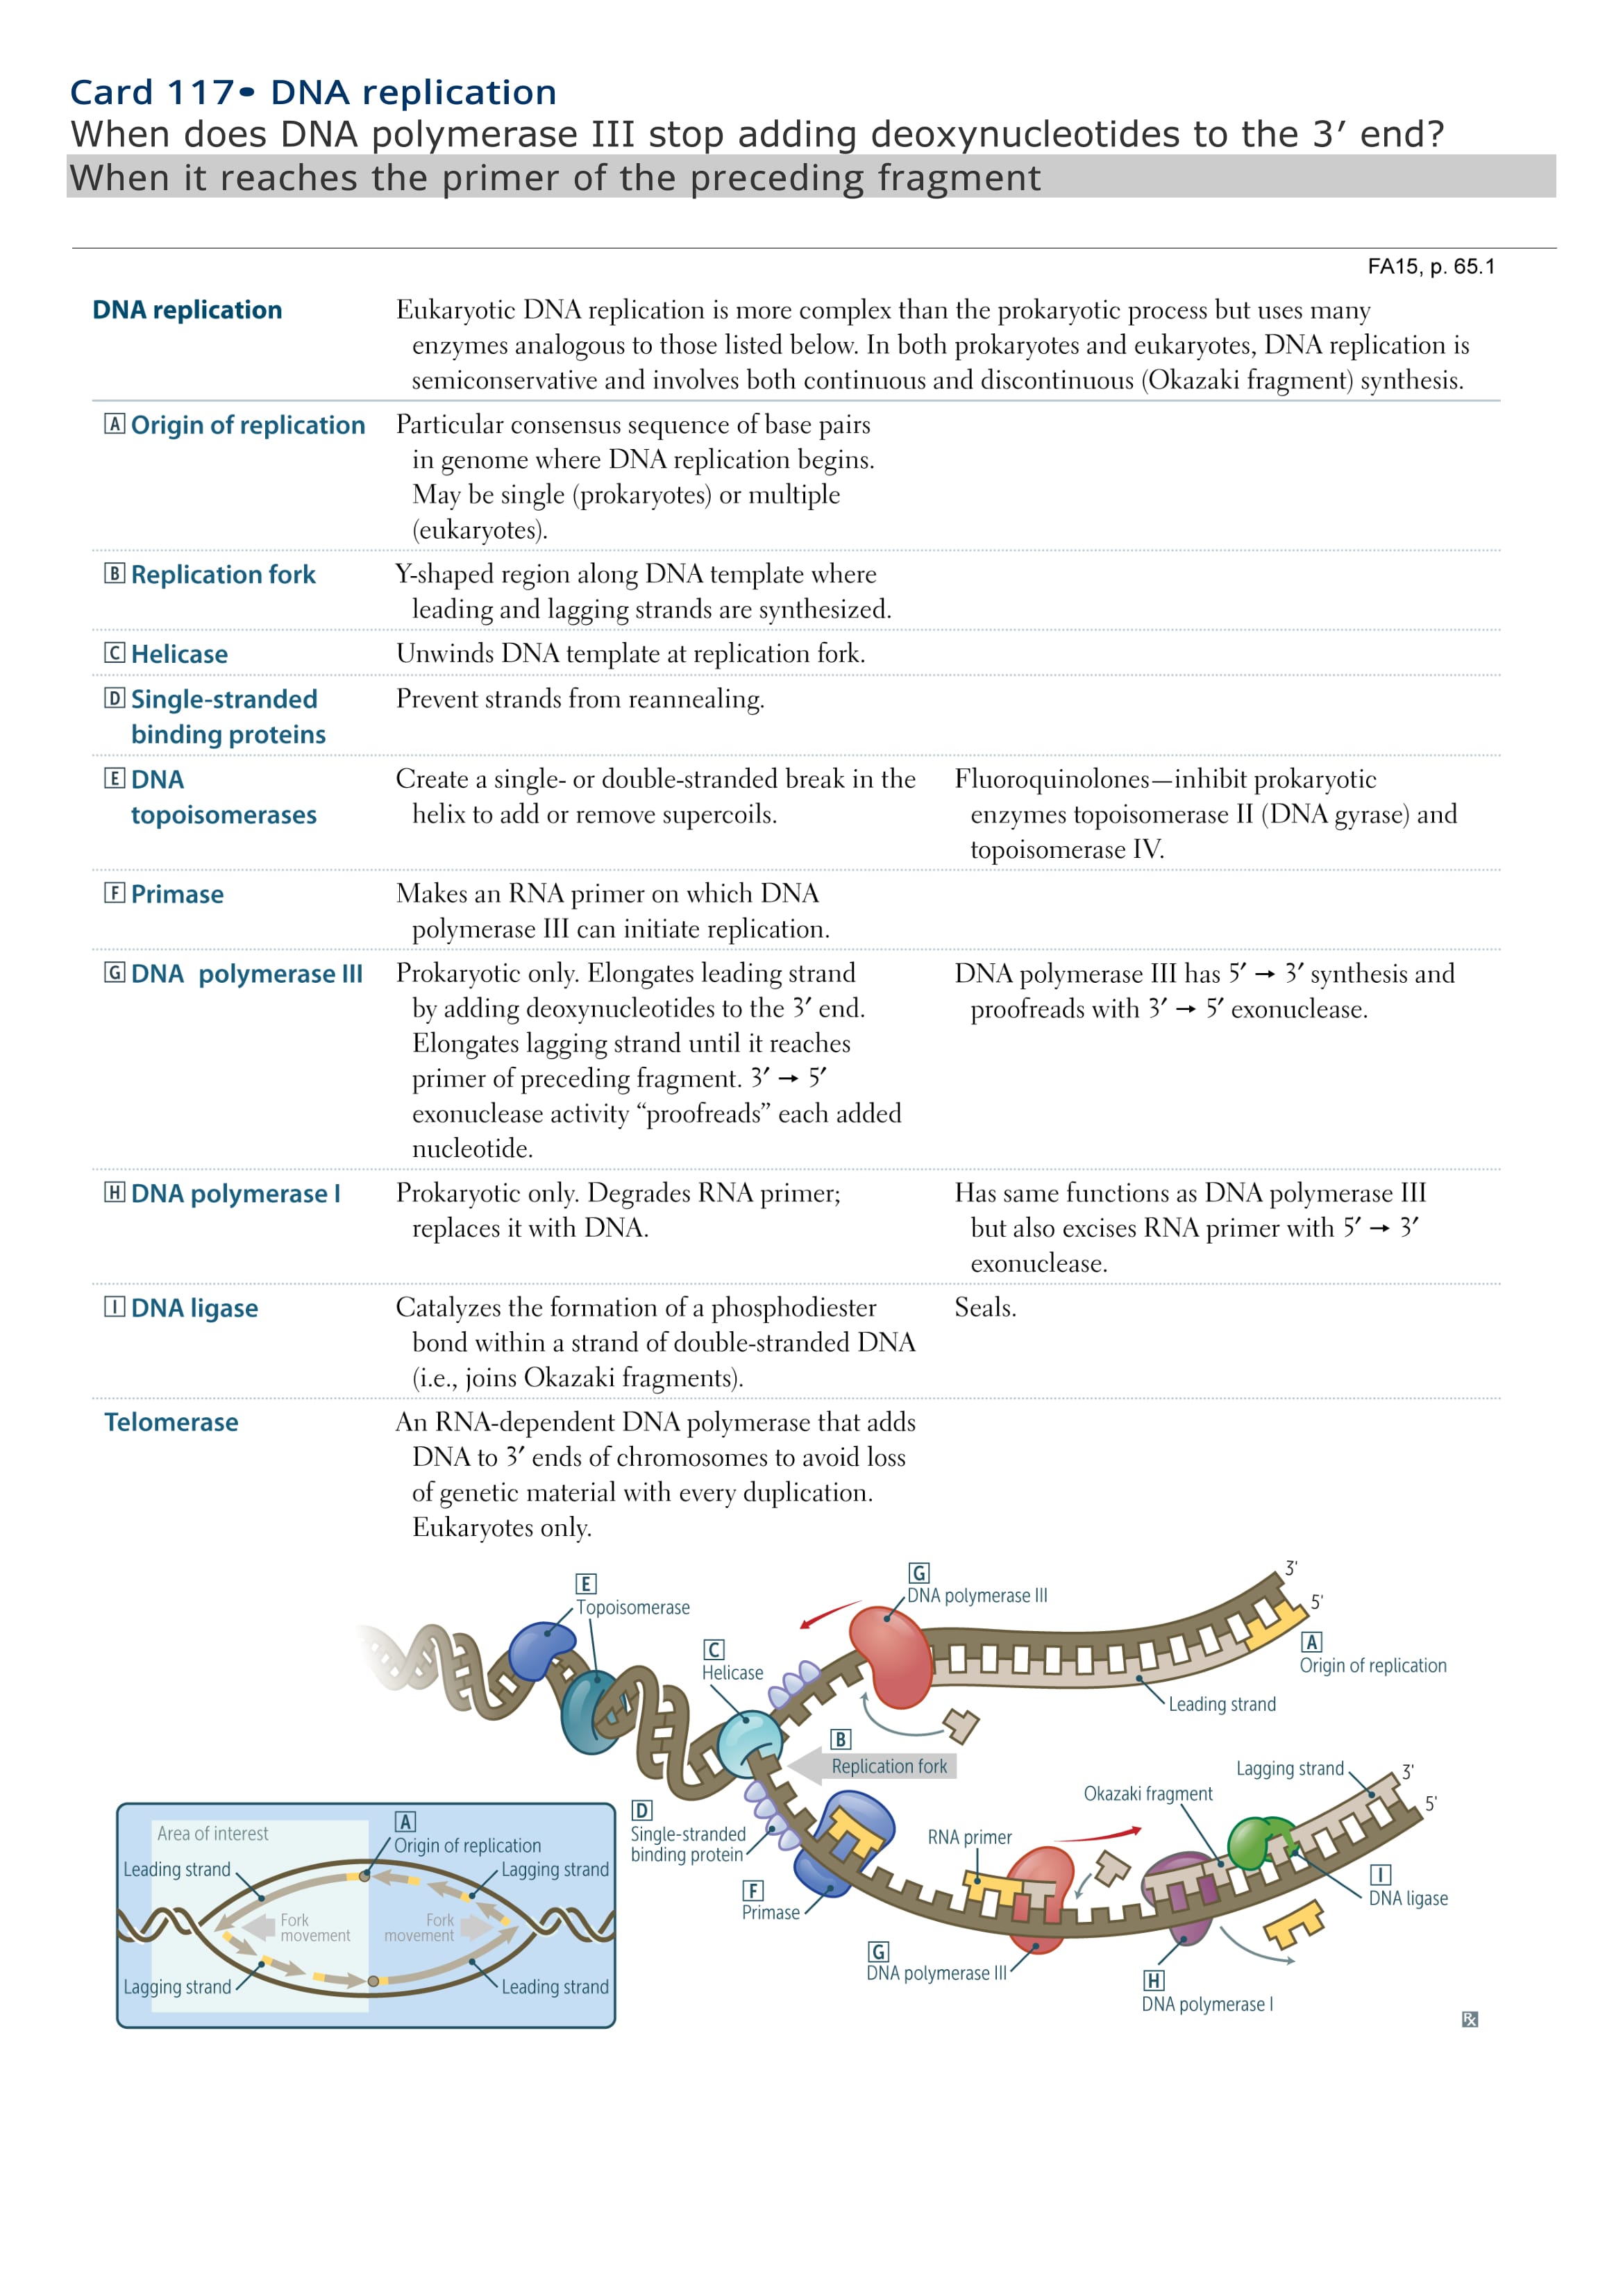 Card 117• DNA replication
When does DNA polymerase III stop adding deoxynucleotides to the 3′ end?
When it reaches the primer of the preceding fragment
FA15, p. 65.1
DNA replication
Eukaryotic DNA replication is more complex than the prokaryotic process but uses many
enzymes analogous to those listed below. In both prokaryotes and eukaryotes, DNA replication is
semiconservative and involves both continuous and discontinuous (Okazaki fragment) synthesis.
A Origin of replication
Particular consensus sequence of base pairs
in genome where DNA replication begins.
May be single (prokaryotes) or multiple
(eukaryotes).
B Replication fork
Y-shaped region along DNA template where
leading and lagging strands are synthesized.
C Helicase
Unwinds DNA template at replication fork.
D Single-stranded
binding proteins
Prevent strands from reannealing.
E DNA
topoisomerases
Create a single- or double-stranded break in the
helix to add or remove supercoils.
Fluoroquinolones—inhibit prokaryotic
enzymes topoisomerase II (DNA gyrase) and
topoisomerase IV.
F Primase
Makes an RNA primer on which DNA
polymerase III can initiate replication.
G DNA polymerase III
Prokaryotic only. Elongates leading strand
by adding deoxynucleotides to the 3′ end.
Elongates lagging strand until it reaches
primer of preceding fragment. 3′ → 5′
exonuclease activity “proofreads” each added
nucleotide.
DNA polymerase III has 5′ → 3′ synthesis and
proofreads with 3′ → 5′ exonuclease.
H DNA polymerase I
Prokaryotic only. Degrades RNA primer;
replaces it with DNA.
Has same functions as DNA polymerase III
but also excises RNA primer with 5′ → 3′
exonuclease.
I DNA ligase
Catalyzes the formation of a phosphodiester
bond within a strand of double-stranded DNA
(i.e., joins Okazaki fragments).
Seals.
Telomerase
An RNA-dependent DNA polymerase that adds
DNA to 3′ ends of chromosomes to avoid loss
of genetic material with every duplication.
Eukaryotes only.
E
Topoisomerase
G
DNA polymerase III
3'
5'
C
Helicase
A
Origin of replication
Leading strand
B
Replication fork
Lagging strand
3'
5'
Okazaki fragment
D
Single-stranded
binding protein
RNA primer
F
Primase
I
DNA ligase
G
DNA polymerase III
H
DNA polymerase I
Area of interest
A
Origin of replication
Leading strand
Lagging strand
Fork
movement
Fork
movement
Lagging strand
Leading strand
Rx